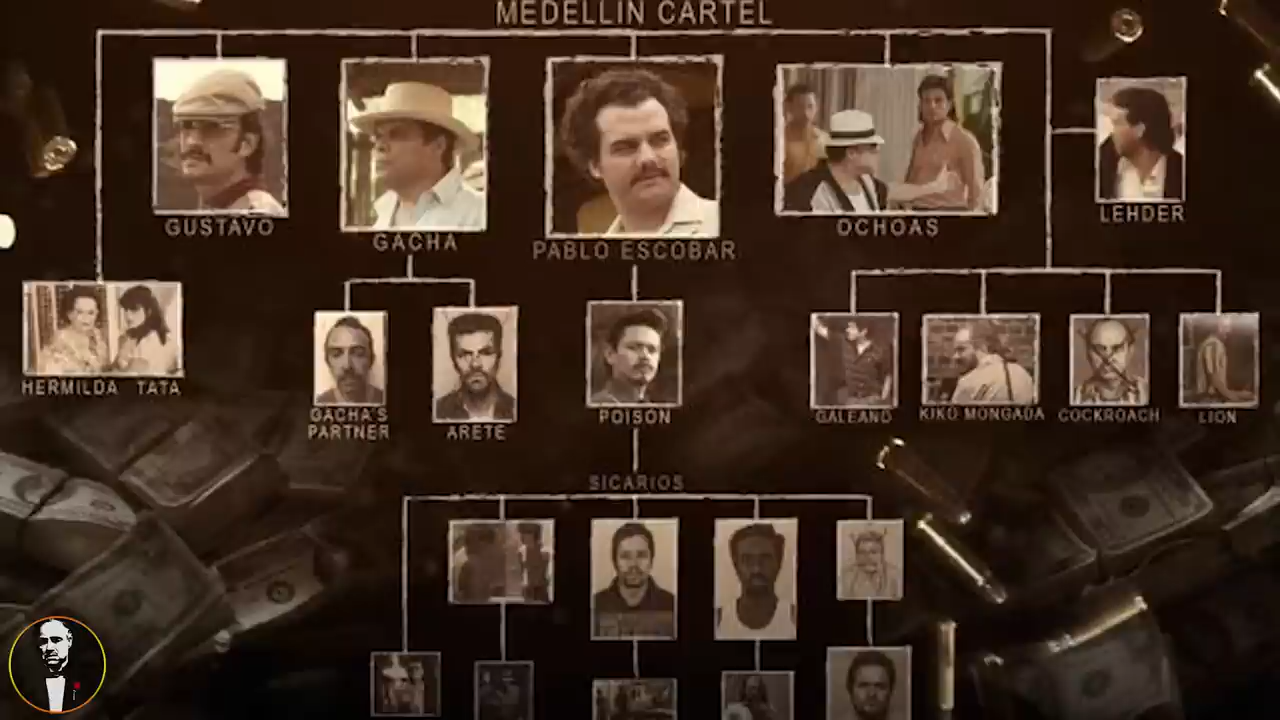 MEDELLIN CARTEL
GUSTAVO
GACHA
PABLO ESCOBAR
OCHOAS
LEHDER
HERMILDA TATA
GACHA'S
PARTNER
ARETE
POISON
GALEANO
KIKO MONCADA
COCKROACH
LION
SICARIOS